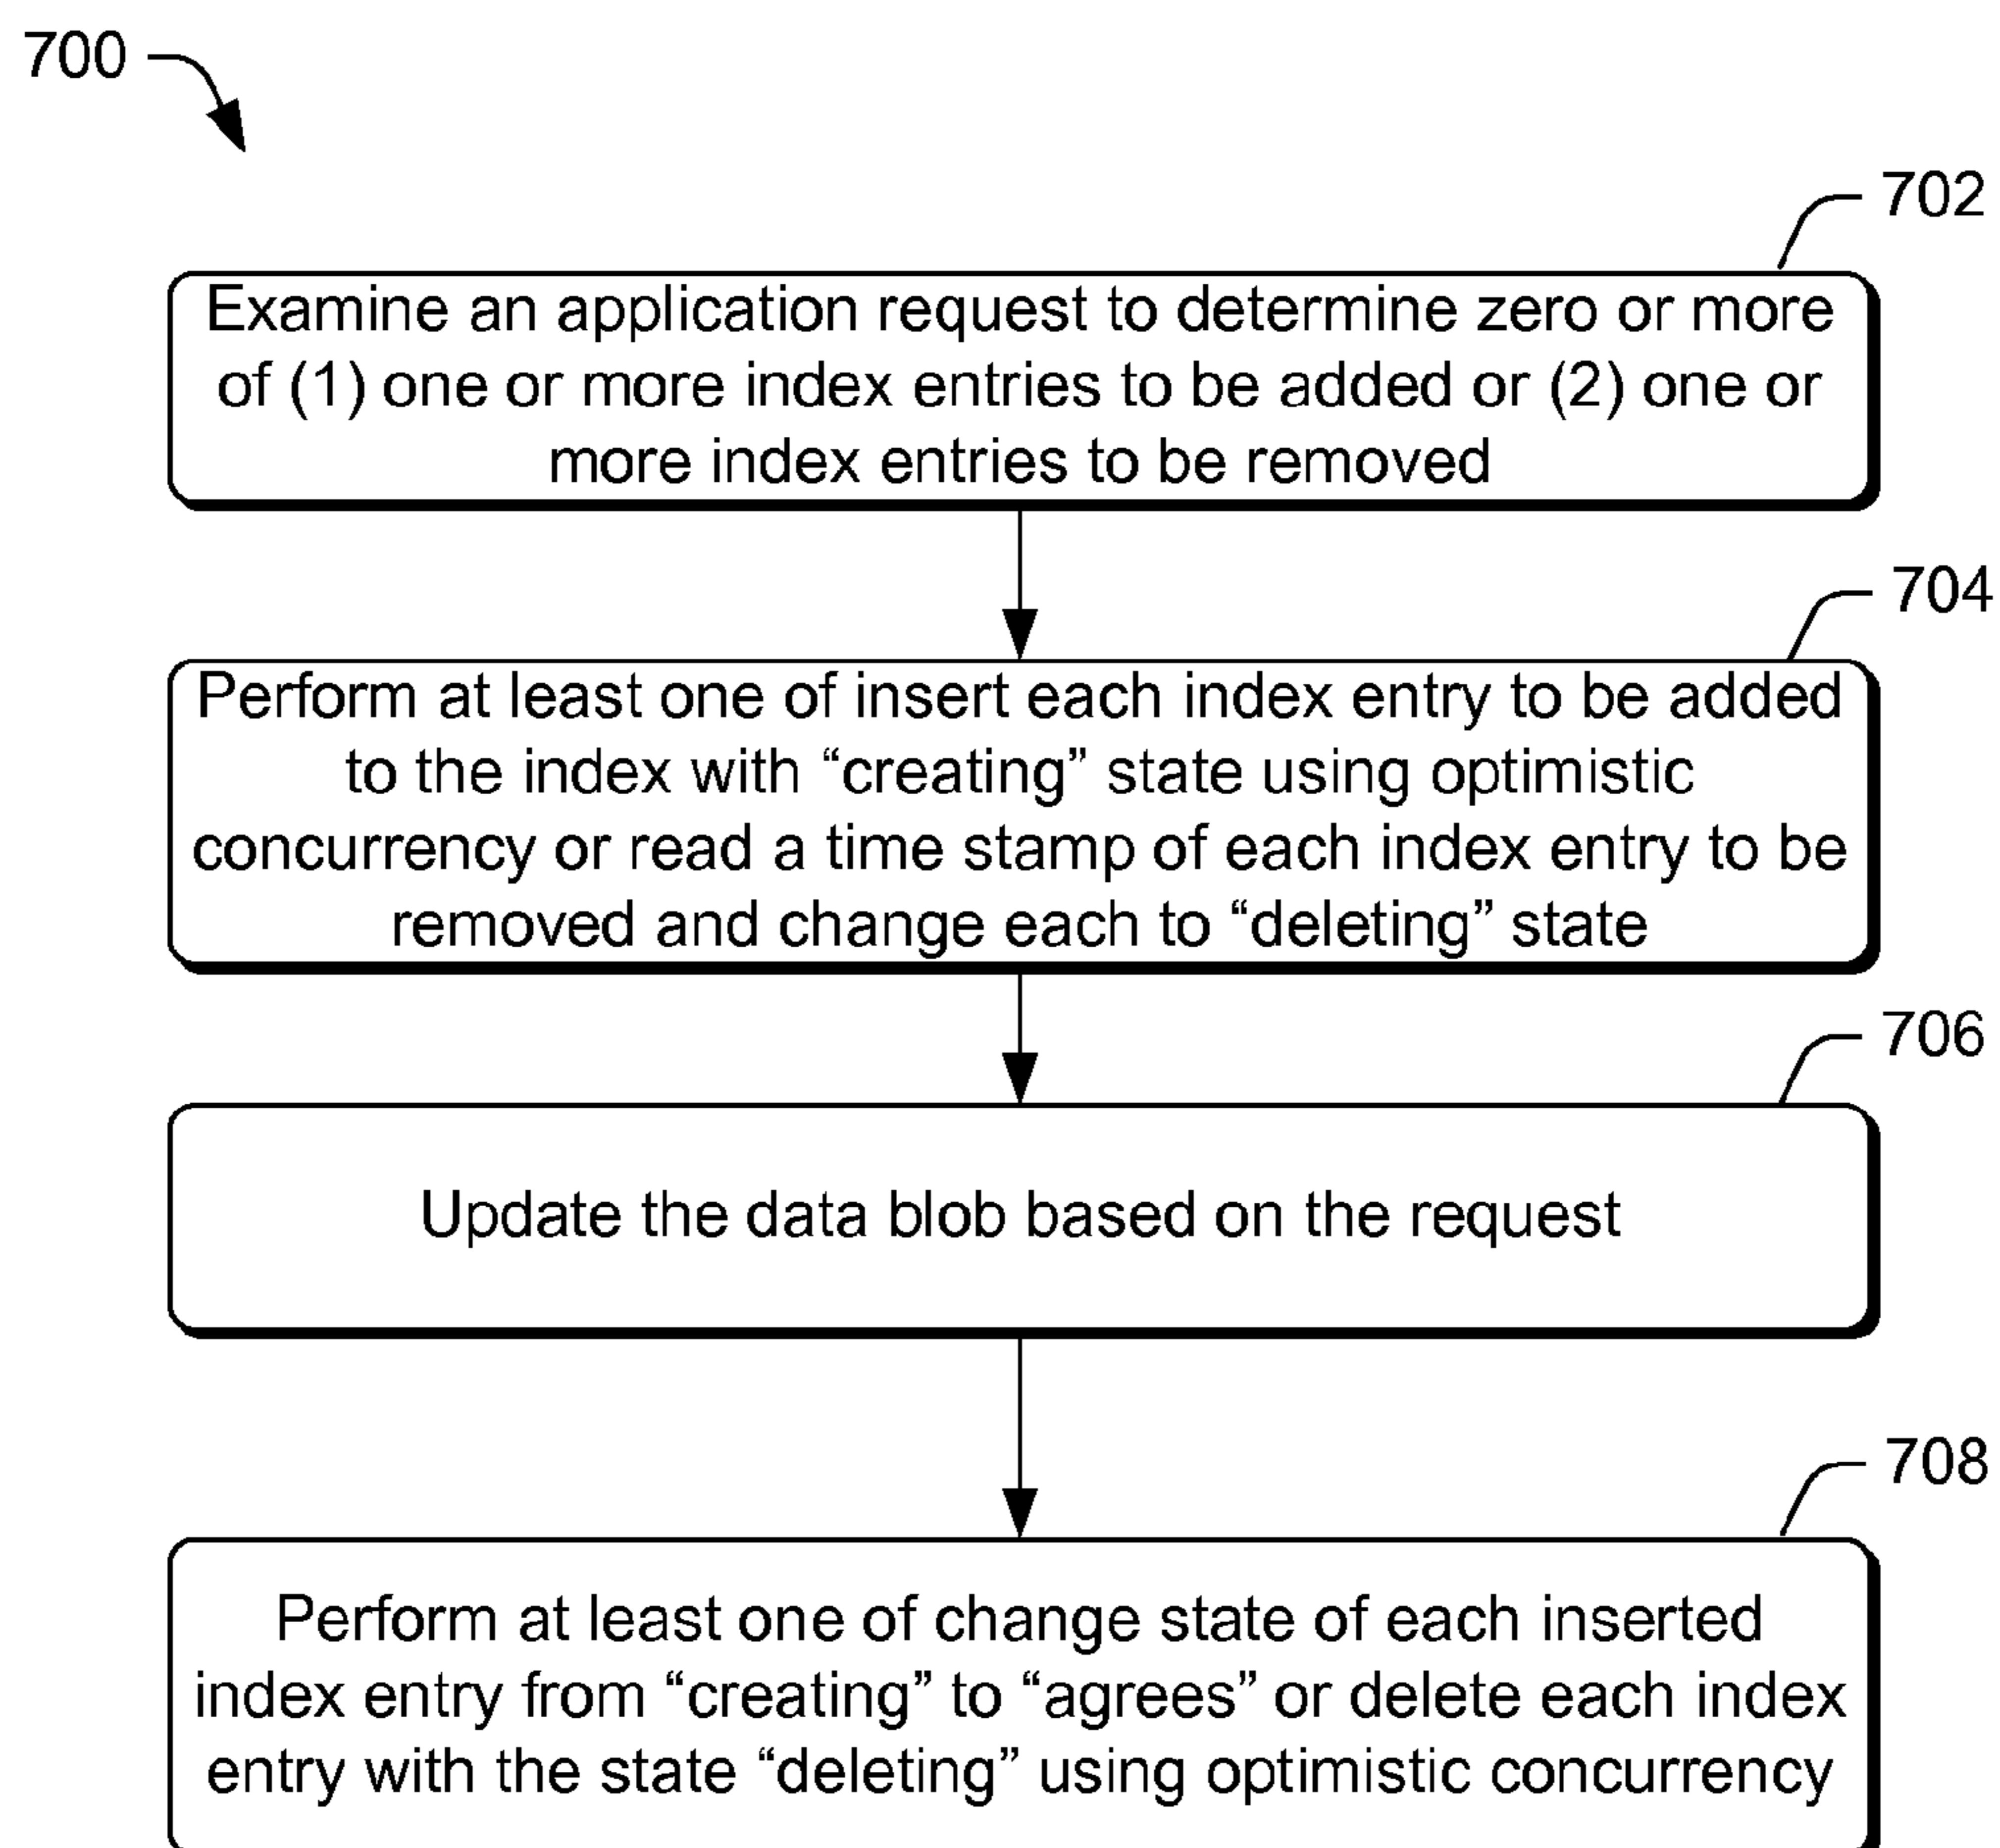 700
702
Examine an application request to determine zero or more
of (1) one or more index entries to be added or (2) one or
more index entries to be removed
704
Perform at least one of insert each index entry to be added
to the index with “creating” state using optimistic
concurrency or read a time stamp of each index entry to be
removed and change each to “deleting” state
706
Update the data blob based on the request
708
Perform at least one of change state of each inserted
index entry from “creating” to “agrees” or delete each index
entry with the state “deleting” using optimistic concurrency